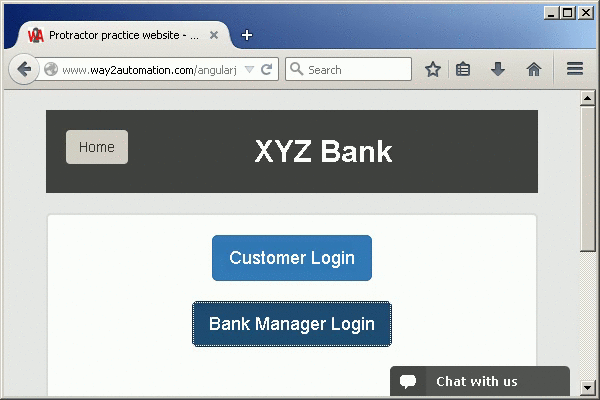 Protractor practice website - ...
www.way2automation.com/angularj
Search
Home
XYZ Bank
Customer Login
Bank Manager Login
Chat with us